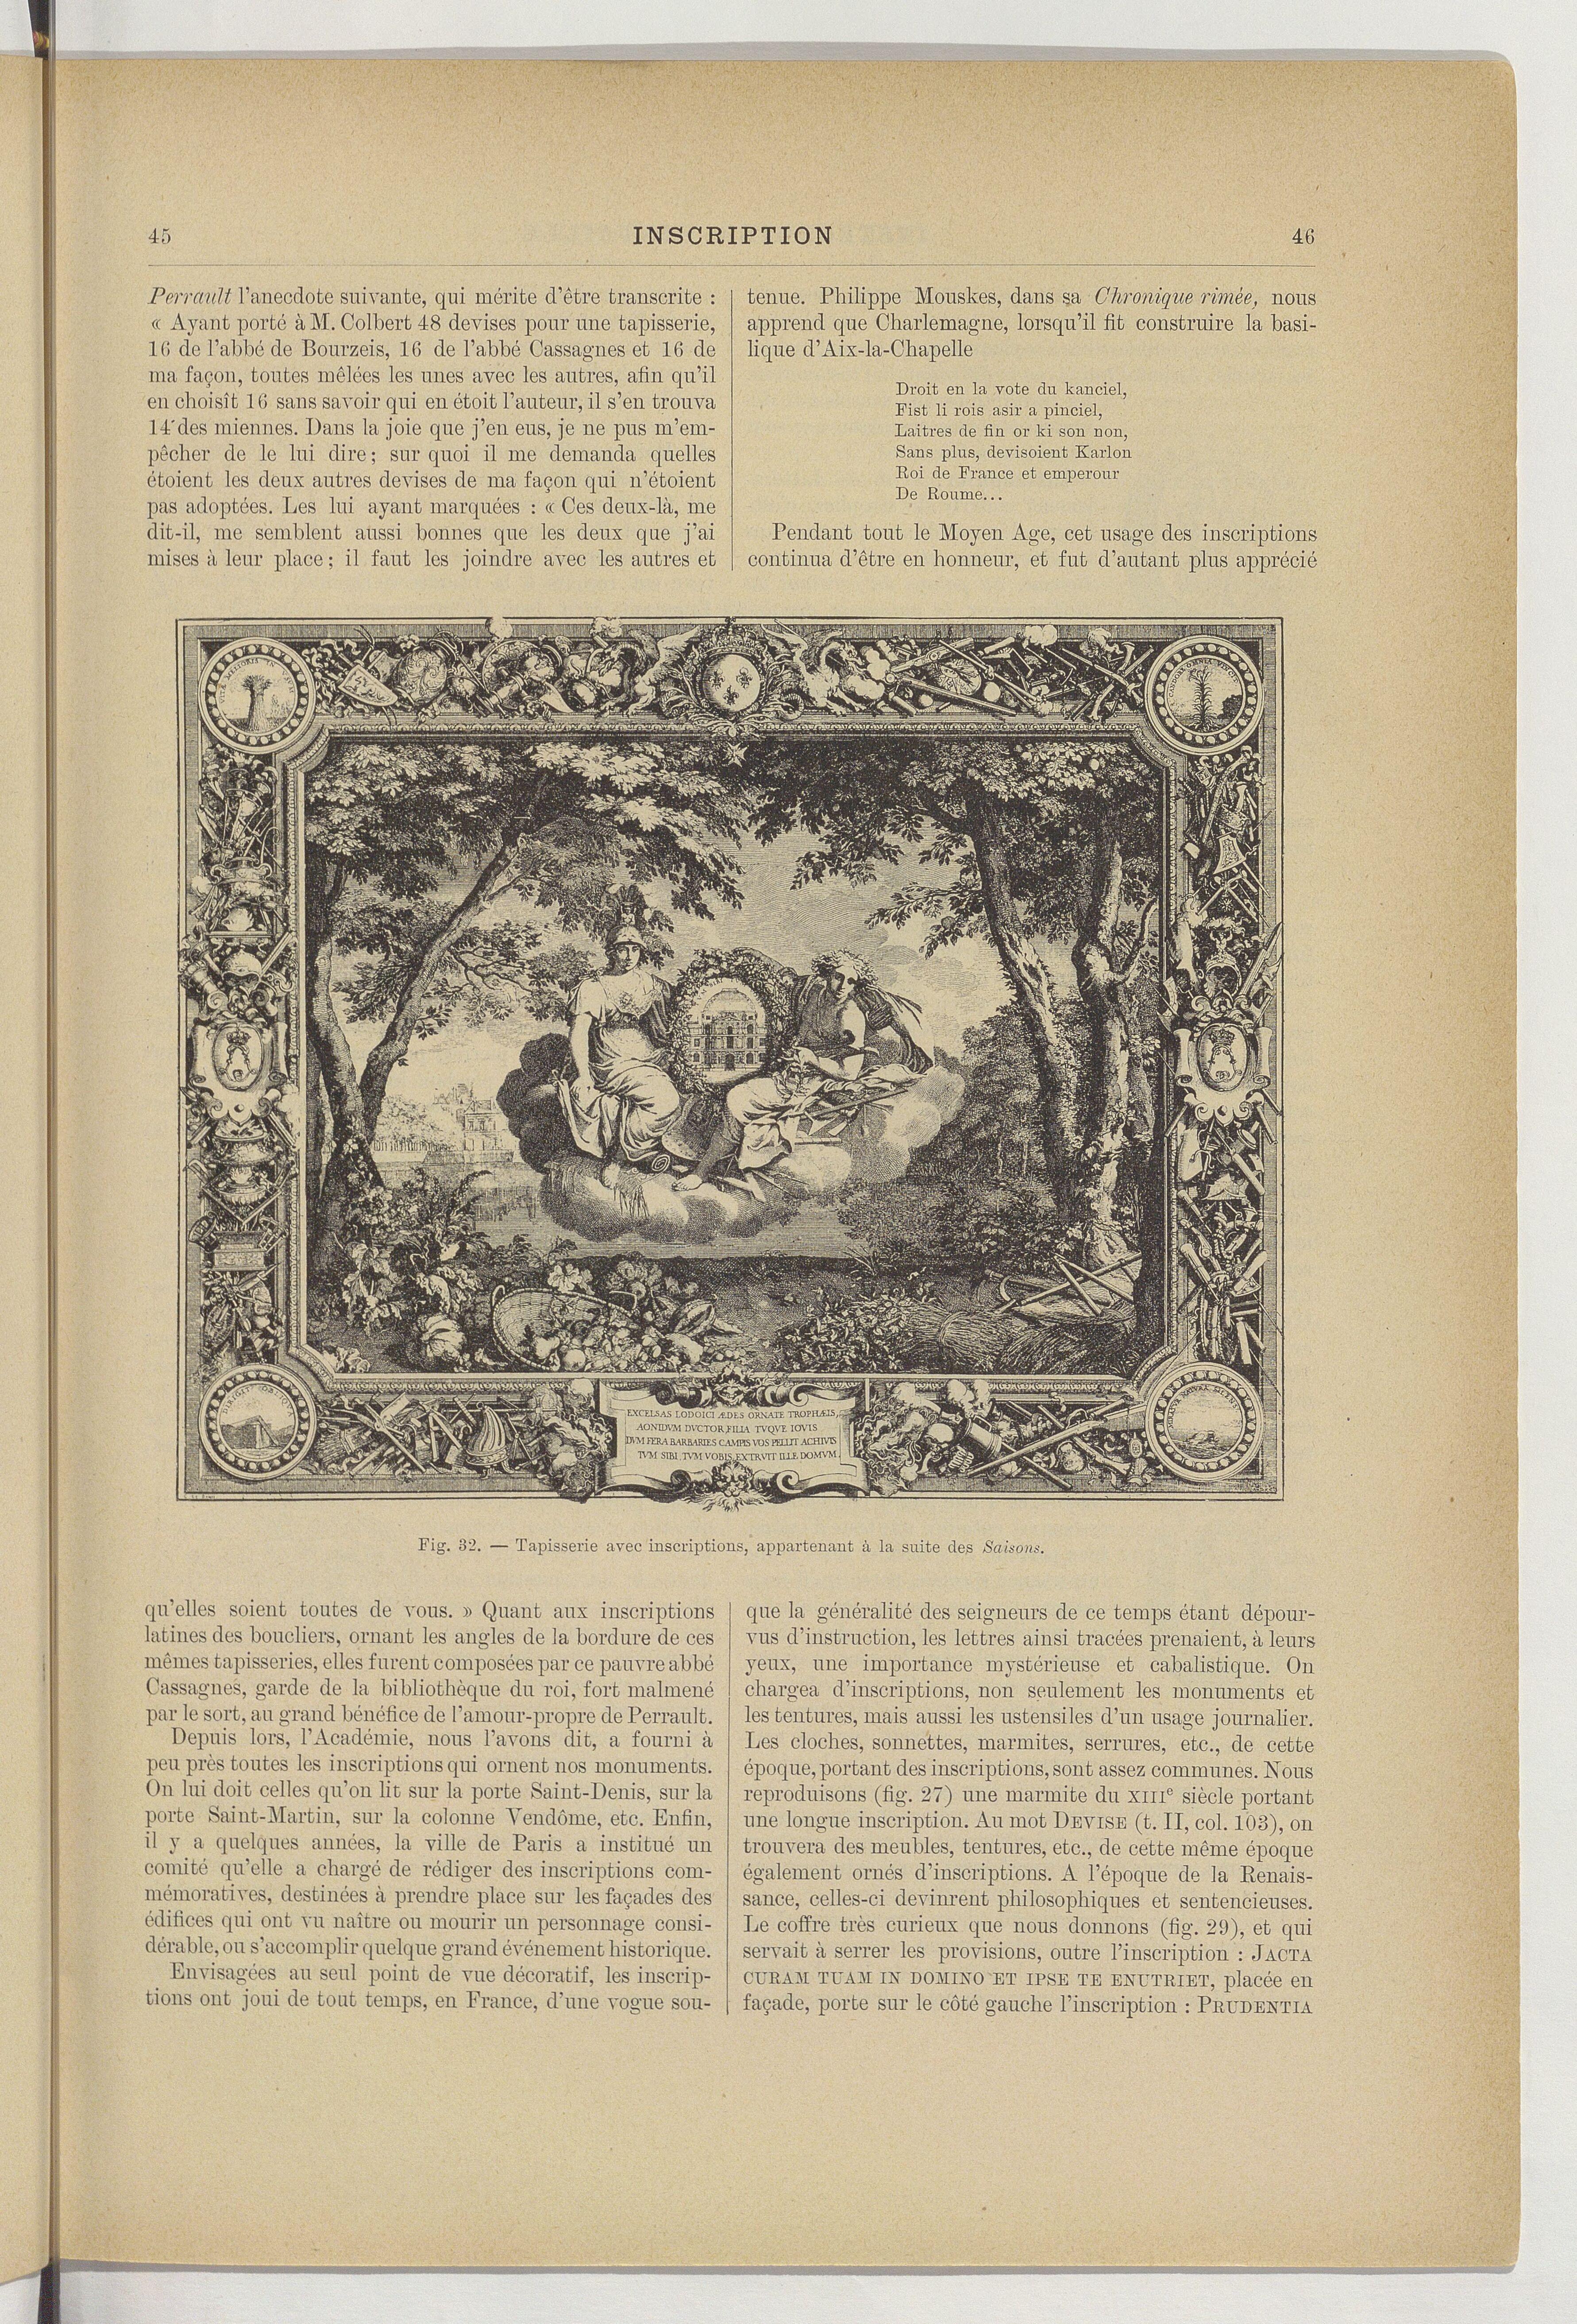 45
INSCRIPTION
46
Perrault l'anecdote suivante, qui mérite d'être transcrite :
« Ayant porté à M. Colbert 48 devises pour une tapisserie,
16 de l'abbé de Bourzeis, 16 de l'abbé Cassagnes et 16 de
ma façon, toutes mêlées les unes avec les autres, afin qu'il
en choisît 16 sans savoir qui en étoit l'auteur, il s'en trouva
14 des miennes. Dans la joie que j'en eus, je ne pus m'em-
pêcher de le lui dire ; sur quoi il me demanda quelles
étoient les deux autres devises de ma façon qui n'étoient
pas adoptées. Les lui ayant marquées : « Ces deux-là, me
dit-il, me semblent aussi bonnes que les deux que j'ai
mises à leur place ; il faut les joindre avec les autres et
tenue. Philippe Mouskes, dans sa Chronique rimée, nous
apprend que Charlemagne, lorsqu'il fit construire la basi-
lique d'Aix-la-Chapelle
Droit en la vote du kanciel,
Fist li rois asir a pinciel,
Laitres de fin or ki son non,
Sans plus, devisoient Karlon
Roi de France et emperour
De Roume...
Pendant tout le Moyen Age, cet usage des inscriptions
continua d'être en honneur, et fut d'autant plus apprécié
EXCELSAS LODOICI ÆDES ORNATE TROPHÆIS,
AONIDVM DVCTOR, FILIA TVQVE IOVIS
DVM FERA BARBARIES CAMPIS VOS PELLIT ACHIVIS
TVM SIBI, TVM VOBIS, EXTRVIT ILLE DOMVM.
Fig. 32. — Tapisserie avec inscriptions, appartenant à la suite des Saisons.
qu'elles soient toutes de vous. » Quant aux inscriptions
latines des boucliers, ornant les angles de la bordure de ces
mêmes tapisseries, elles furent composées par ce pauvre abbé
Cassagnes, garde de la bibliothèque du roi, fort malmené
par le sort, au grand bénéfice de l'amour-propre de Perrault.
Depuis lors, l'Académie, nous l'avons dit, a fourni à
peu près toutes les inscriptions qui ornent nos monuments.
On lui doit celles qu'on lit sur la porte Saint-Denis, sur la
porte Saint-Martin, sur la colonne Vendôme, etc. Enfin,
il y a quelques années, la ville de Paris a institué un
comité qu'elle a chargé de rédiger des inscriptions com-
mémoratives, destinées à prendre place sur les façades des
édifices qui ont vu naître ou mourir un personnage consi-
dérable, ou s'accomplir quelque grand événement historique.
Envisagées au seul point de vue décoratif, les inscrip-
tions ont joui de tout temps, en France, d'une vogue sou-
que la généralité des seigneurs de ce temps étant dépour-
vus d'instruction, les lettres ainsi tracées prenaient, à leurs
yeux, une importance mystérieuse et cabalistique. On
chargea d'inscriptions, non seulement les monuments et
les tentures, mais aussi les ustensiles d'un usage journalier.
Les cloches, sonnettes, marmites, serrures, etc., de cette
époque, portant des inscriptions, sont assez communes. Nous
reproduisons (fig. 27) une marmite du XIIIe siècle portant
une longue inscription. Au mot DEVISE (t. II, col. 103), on
trouvera des meubles, tentures, etc., de cette même époque
également ornés d'inscriptions. A l'époque de la Renais-
sance, celles-ci devinrent philosophiques et sentencieuses.
Le coffre très curieux que nous donnons (fig. 29), et qui
servait à serrer les provisions, outre l'inscription : JACTA
CURAM TUAM IN DOMINO ET IPSE TE ENUTRIET, placée en
façade, porte sur le côté gauche l'inscription : PRUDENTIA